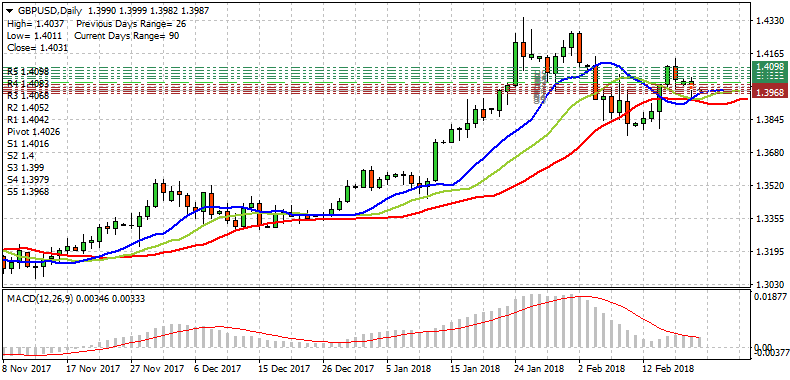 GBPUSD,Daily 1.3990 1.3999 1.3982 1.3987
High= 1.4037 Previous Days Range= 26
Low= 1.4011 Current Days Range= 90
Close= 1.4031
R5 1.4098
R4 1.4083
R3 1.4068
R2 1.4052
R1 1.4042
Pivot 1.4026
S1 1.4016
S2 1.4
S3 1.399
S4 1.3979
S5 1.3968
1.4330
1.4165
1.4098
1.3968
1.3845
1.3680
1.3520
1.3355
1.3195
1.3030
MACD(12,26,9) 0.00346 0.00333
0.01877
0.00
-0.00377
8 Nov 2017 17 Nov 2017 27 Nov 2017 6 Dec 2017 15 Dec 2017 26 Dec 2017 5 Jan 2018 15 Jan 2018 24 Jan 2018 2 Feb 2018 12 Feb 2018